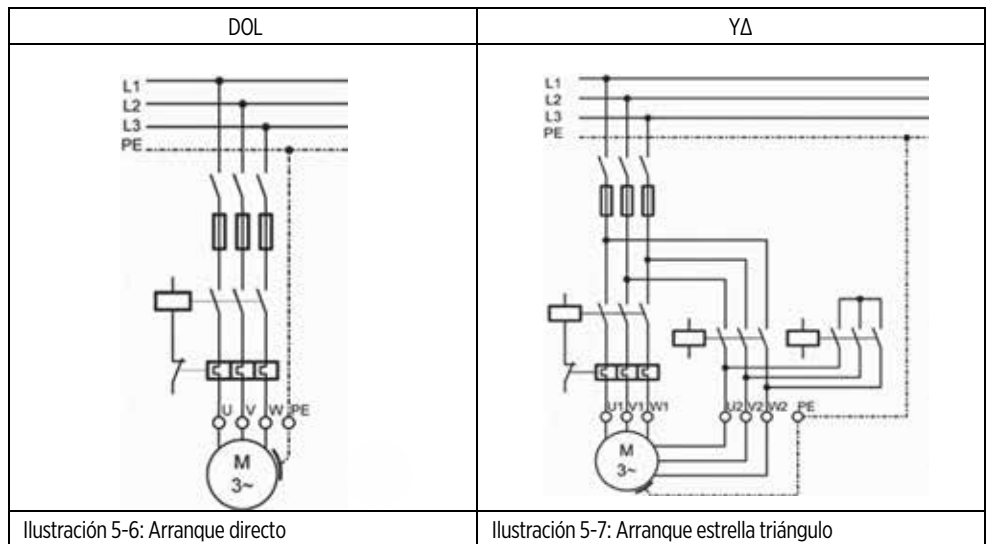 DOL
YΔ
L1
L2
L3
PE
U V W PE
M
3~
L1
L2
L3
PE
U1 V1 W1 U2 V2 W2 PE
M
3~
Ilustración 5-6: Arranque directo
Ilustración 5-7: Arranque estrella triángulo